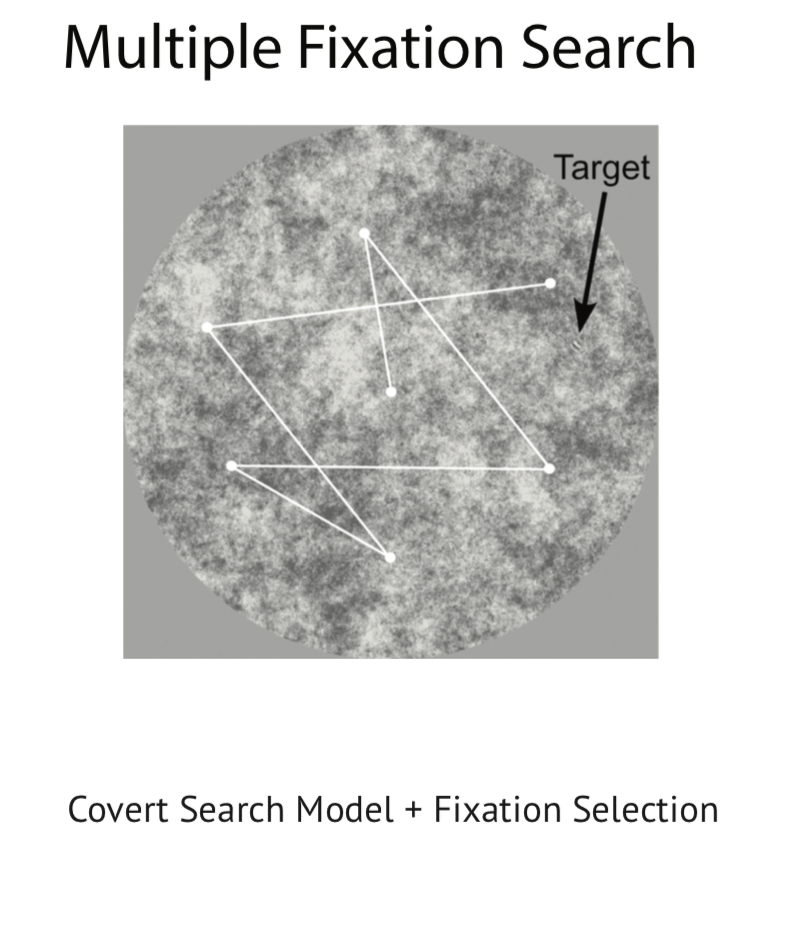 Multiple Fixation Search
Target
Covert Search Model + Fixation Selection